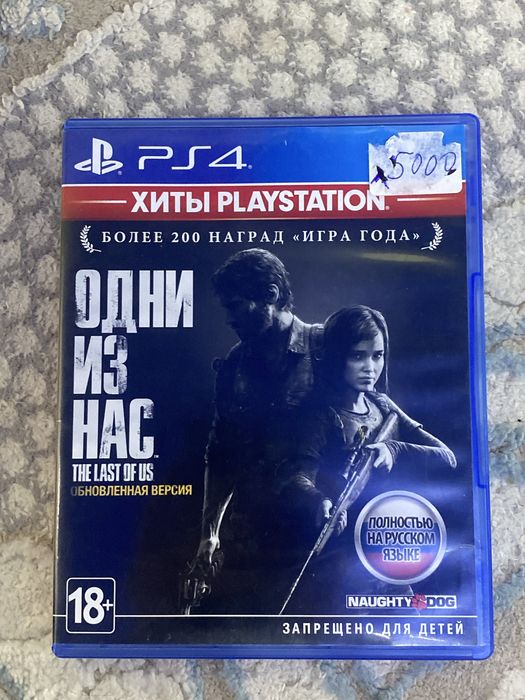 PS4
5000
ХИТЫ PLAYSTATION
БОЛЕЕ 200 НАГРАД «ИГРА ГОДА»
ОДНИ
ИЗ
НАС
THE LAST OF US
ОБНОВЛЕННАЯ ВЕРСИЯ
ПОЛНОСТЬЮ
НА РУССКОМ
ЯЗЫКЕ
18+
NAUGHTY DOG
ЗАПРЕЩЕНО ДЛЯ ДЕТЕЙ